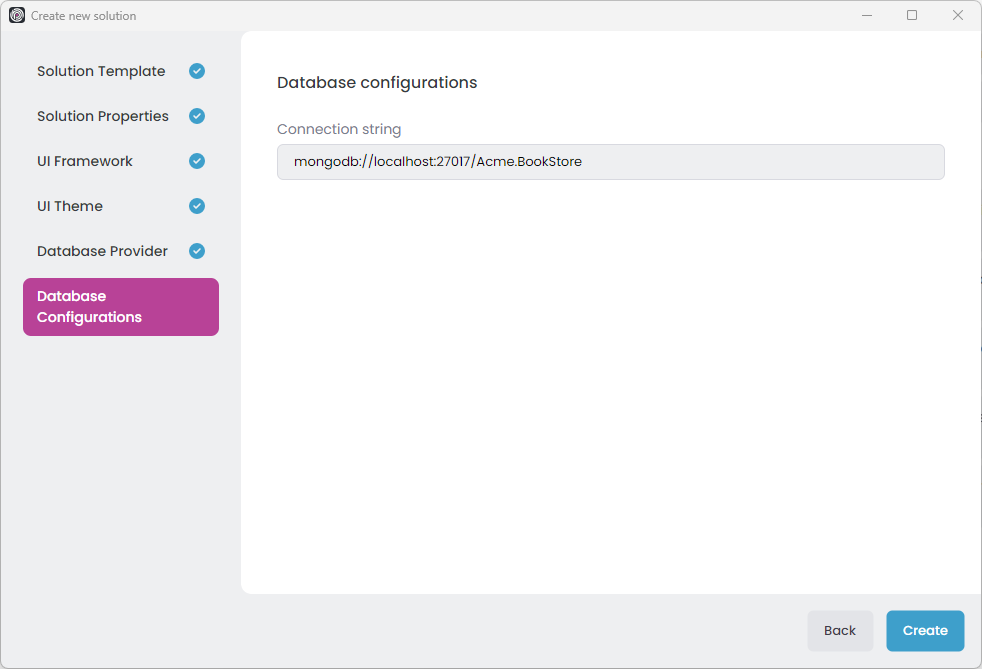 Create new solution
Solution Template
Solution Properties
UI Framework
UI Theme
Database Provider
Database
Configurations
Database configurations
Connection string
mongodb://localhost:27017/Acme.BookStore
Back
Create